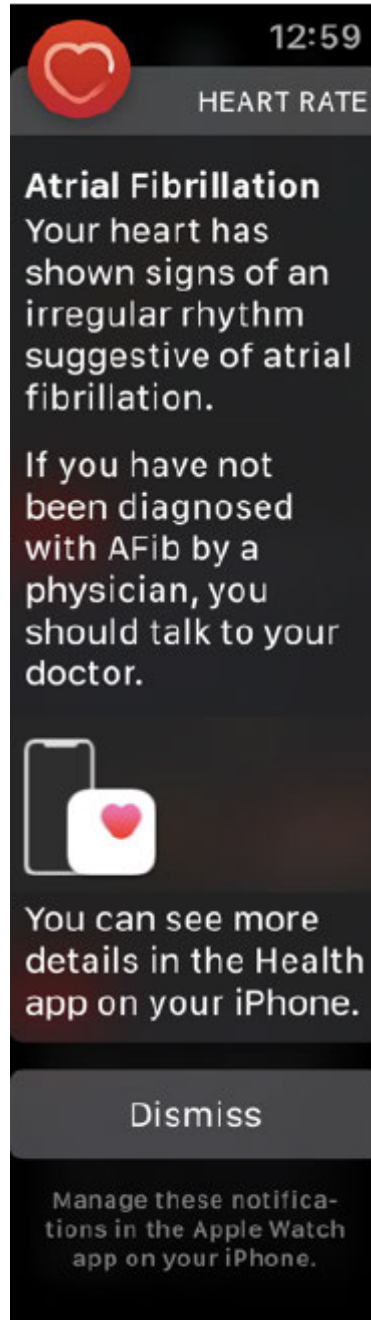 12:59
HEART RATE
Atrial Fibrillation
Your heart has
shown signs of an
irregular rhythm
suggestive of atrial
fibrillation.
If you have not
been diagnosed
with AFib by a
physician, you
should talk to your
doctor.
You can see more
details in the Health
app on your iPhone.
Dismiss
Manage these notifica-
tions in the Apple Watch
app on your iPhone.